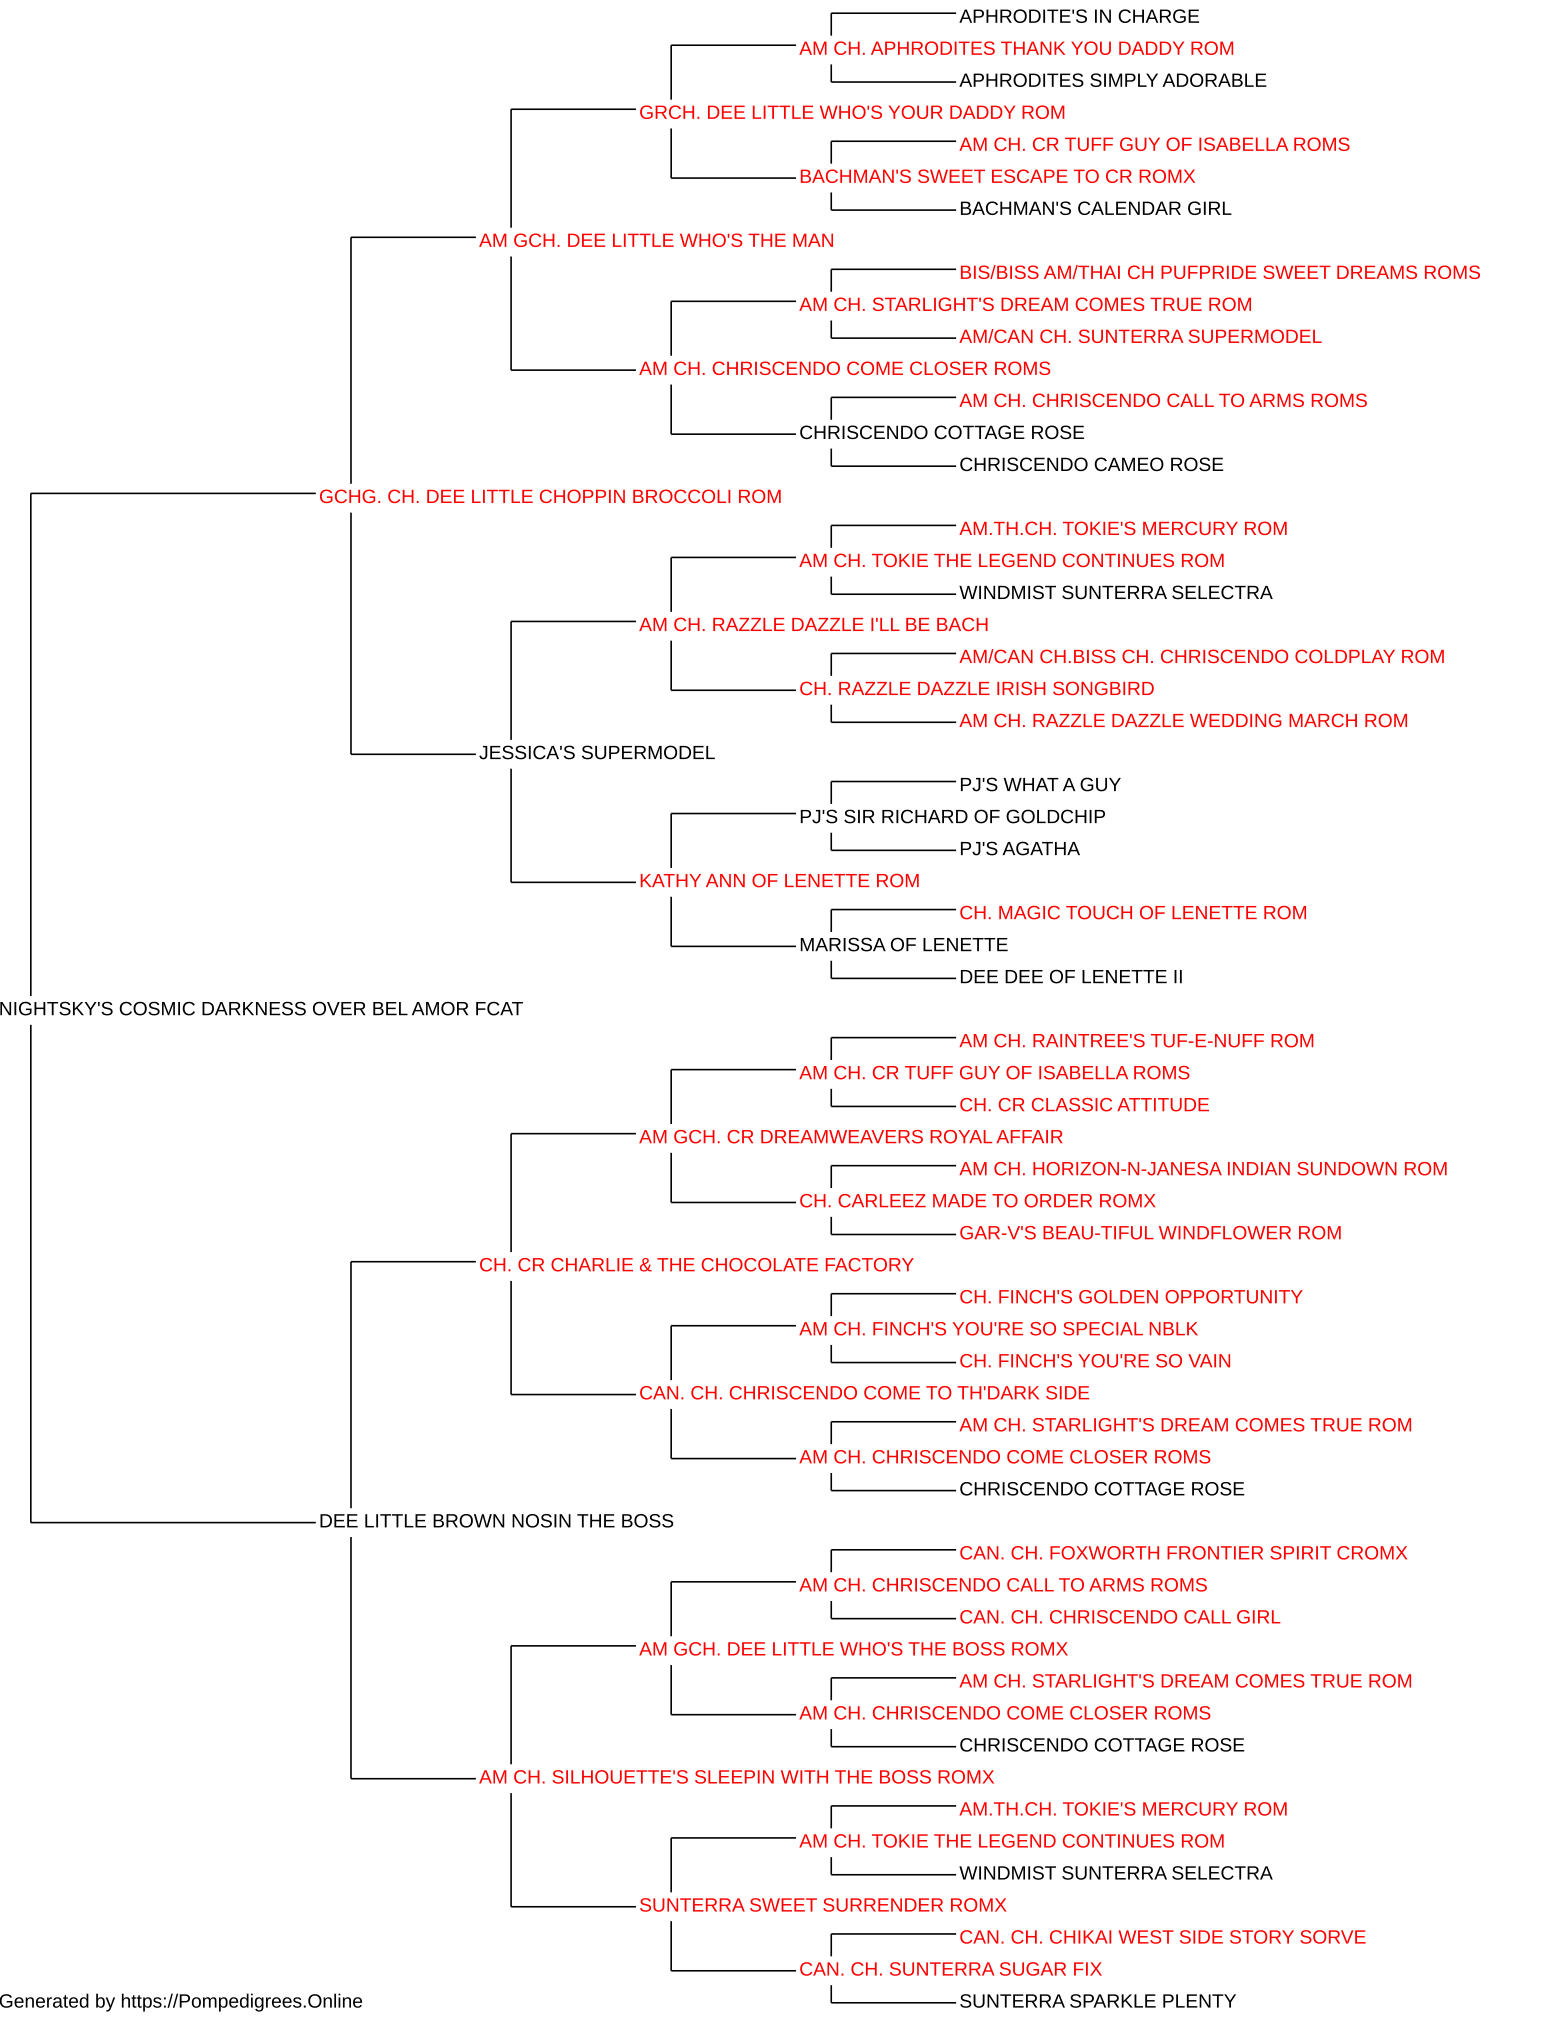 APHRODITE'S IN CHARGE
AM CH. APHRODITES THANK YOU DADDY ROM
APHRODITES SIMPLY ADORABLE
GRCH. DEE LITTLE WHO'S YOUR DADDY ROM
AM CH. CR TUFF GUY OF ISABELLA ROMS
BACHMAN'S SWEET ESCAPE TO CR ROMX
BACHMAN'S CALENDAR GIRL
AM GCH. DEE LITTLE WHO'S THE MAN
BIS/BISS AM/THAI CH PUFPRIDE SWEET DREAMS ROMS
AM CH. STARLIGHT'S DREAM COMES TRUE ROM
AM/CAN CH. SUNTERRA SUPERMODEL
AM CH. CHRISCENDO COME CLOSER ROMS
AM CH. CHRISCENDO CALL TO ARMS ROMS
CHRISCENDO COTTAGE ROSE
CHRISCENDO CAMEO ROSE
GCHG. CH. DEE LITTLE CHOPPIN BROCCOLI ROM
AM.TH.CH. TOKIE'S MERCURY ROM
AM CH. TOKIE THE LEGEND CONTINUES ROM
WINDMIST SUNTERRA SELECTRA
AM CH. RAZZLE DAZZLE I'LL BE BACH
AM/CAN CH.BISS CH. CHRISCENDO COLDPLAY ROM
CH. RAZZLE DAZZLE IRISH SONGBIRD
AM CH. RAZZLE DAZZLE WEDDING MARCH ROM
JESSICA'S SUPERMODEL
PJ'S WHAT A GUY
PJ'S SIR RICHARD OF GOLDCHIP
PJ'S AGATHA
KATHY ANN OF LENETTE ROM
CH. MAGIC TOUCH OF LENETTE ROM
MARISSA OF LENETTE
DEE DEE OF LENETTE II
NIGHTSKY'S COSMIC DARKNESS OVER BEL AMOR FCAT
AM CH. RAINTREE'S TUF-E-NUFF ROM
AM CH. CR TUFF GUY OF ISABELLA ROMS
CH. CR CLASSIC ATTITUDE
AM GCH. CR DREAMWEAVERS ROYAL AFFAIR
AM CH. HORIZON-N-JANESA INDIAN SUNDOWN ROM
CH. CARLEEZ MADE TO ORDER ROMX
GAR-V'S BEAU-TIFUL WINDFLOWER ROM
CH. CR CHARLIE & THE CHOCOLATE FACTORY
CH. FINCH'S GOLDEN OPPORTUNITY
AM CH. FINCH'S YOU'RE SO SPECIAL NBLK
CH. FINCH'S YOU'RE SO VAIN
CAN. CH. CHRISCENDO COME TO TH'DARK SIDE
AM CH. STARLIGHT'S DREAM COMES TRUE ROM
AM CH. CHRISCENDO COME CLOSER ROMS
CHRISCENDO COTTAGE ROSE
DEE LITTLE BROWN NOSIN THE BOSS
CAN. CH. FOXWORTH FRONTIER SPIRIT CROMX
AM CH. CHRISCENDO CALL TO ARMS ROMS
CAN. CH. CHRISCENDO CALL GIRL
AM GCH. DEE LITTLE WHO'S THE BOSS ROMX
AM CH. STARLIGHT'S DREAM COMES TRUE ROM
AM CH. CHRISCENDO COME CLOSER ROMS
CHRISCENDO COTTAGE ROSE
AM CH. SILHOUETTE'S SLEEPIN WITH THE BOSS ROMX
AM.TH.CH. TOKIE'S MERCURY ROM
AM CH. TOKIE THE LEGEND CONTINUES ROM
WINDMIST SUNTERRA SELECTRA
SUNTERRA SWEET SURRENDER ROMX
CAN. CH. CHIKAI WEST SIDE STORY SORVE
CAN. CH. SUNTERRA SUGAR FIX
SUNTERRA SPARKLE PLENTY
Generated by https://Pompedigrees.Online